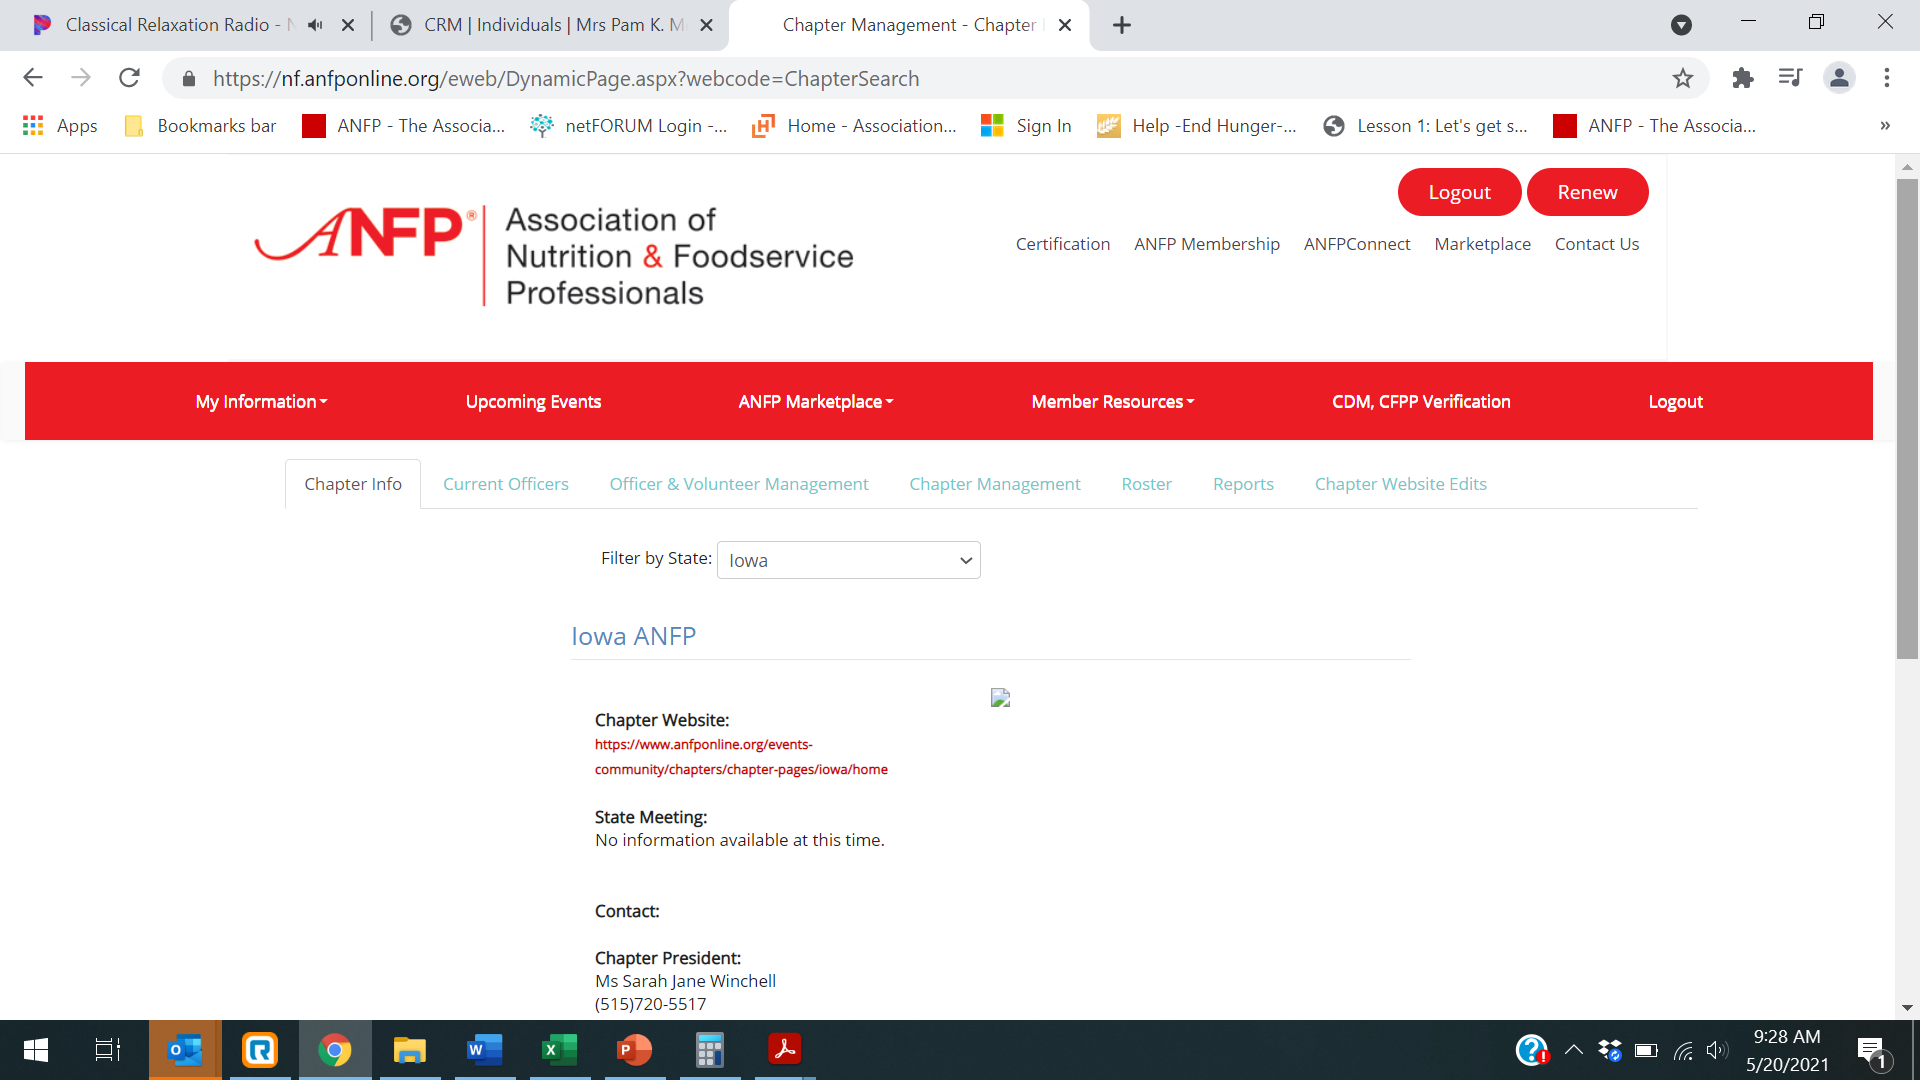 Classical Relaxation Radio - N
CRM | Individuals | Mrs Pam K. M
Chapter Management - Chapter
https://nf.anfponline.org/eweb/DynamicPage.aspx?webcode=ChapterSearch
Apps
Bookmarks bar
ANFP - The Associa...
netFORUM Login -...
Home - Association...
Sign In
Help -End Hunger-...
Lesson 1: Let's get s...
ANFP - The Associa...
»
Logout
Renew
ANFP®
Association of
Nutrition & Foodservice
Professionals
Certification
ANFP Membership
ANFPConnect
Marketplace
Contact Us
My Information
Upcoming Events
ANFP Marketplace
Member Resources
CDM, CFPP Verification
Logout
Chapter Info
Current Officers
Officer & Volunteer Management
Chapter Management
Roster
Reports
Chapter Website Edits
Filter by State:
Iowa
Iowa ANFP
Chapter Website:
https://www.anfponline.org/events-
community/chapters/chapter-pages/iowa/home
State Meeting:
No information available at this time.
Contact:
Chapter President:
Ms Sarah Jane Winchell
(515)720-5517
9:28 AM
5/20/2021
1